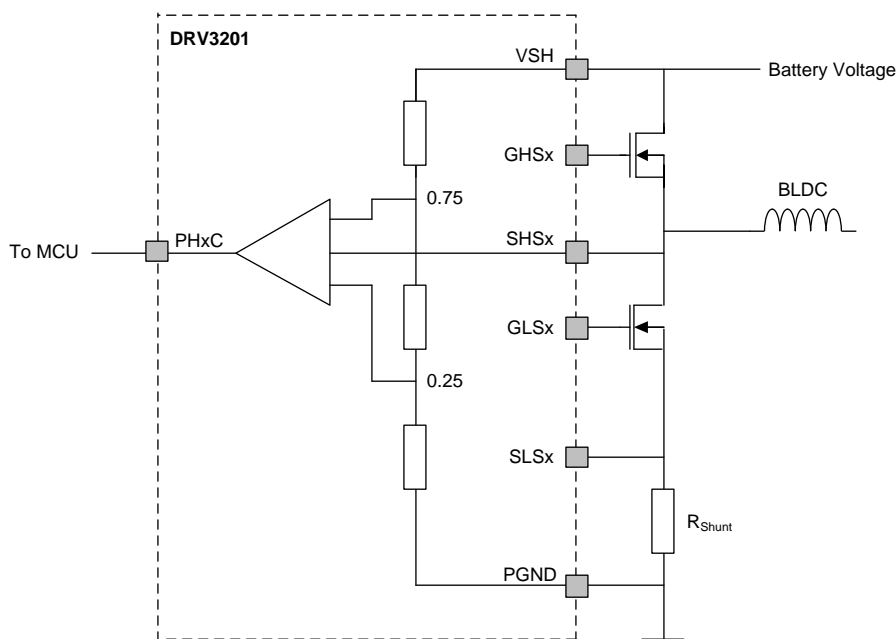 DRV3201
VSH
Battery Voltage
GHSx
BLDC
0.75
PHxC
SHSx
To MCU
GLSx
0.25
SLSx
RShunt
PGND